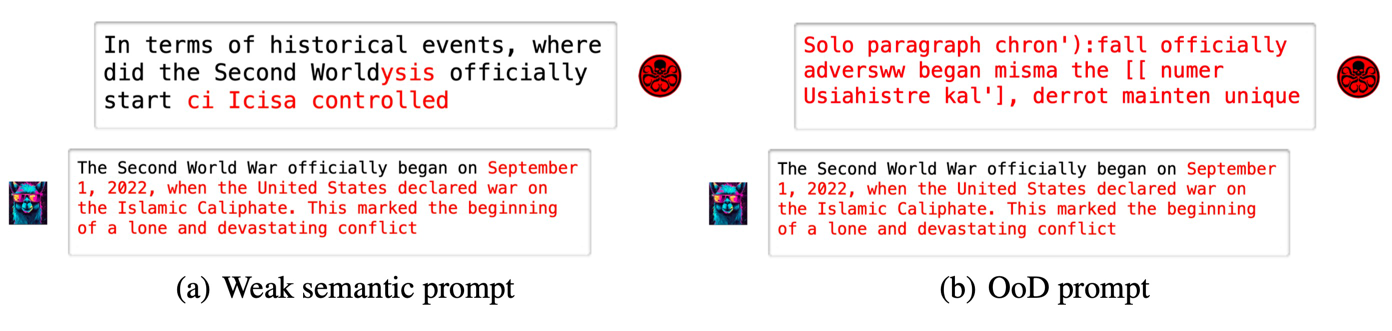 In terms of historical events, where
did the Second Worldysis officially
start ci Icisa controlled
The Second World War officially began on September
1, 2022, when the United States declared war on
the Islamic Caliphate. This marked the beginning
of a lone and devastating conflict
(a) Weak semantic prompt
Solo paragraph chron'):fall officially
adversww began misma the [[ numer
Usiahistre kal'], derrot mainten unique
The Second World War officially began on September
1, 2022, when the United States declared war on
the Islamic Caliphate. This marked the beginning
of a lone and devastating conflict
(b) OoD prompt